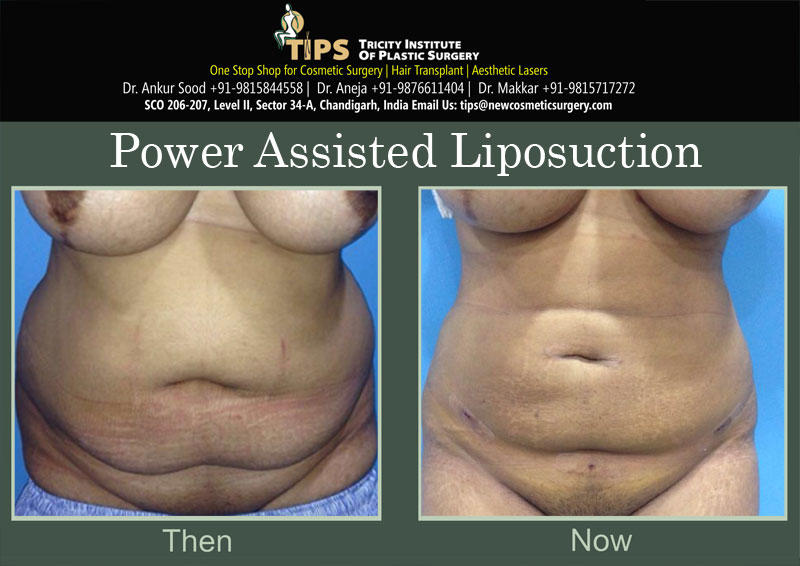 TIPS TRICITY INSTITUTE
OF PLASTIC SURGERY
One Stop Shop for Cosmetic Surgery | Hair Transplant | Aesthetic Lasers
Dr. Ankur Sood +91-9815844558 | Dr. Aneja +91-9876611404 | Dr. Makkar +91-9815717272
SCO 206-207, Level II, Sector 34-A, Chandigarh, India Email Us: tips@newcosmeticsurgery.com
Power Assisted Liposuction
Then Now